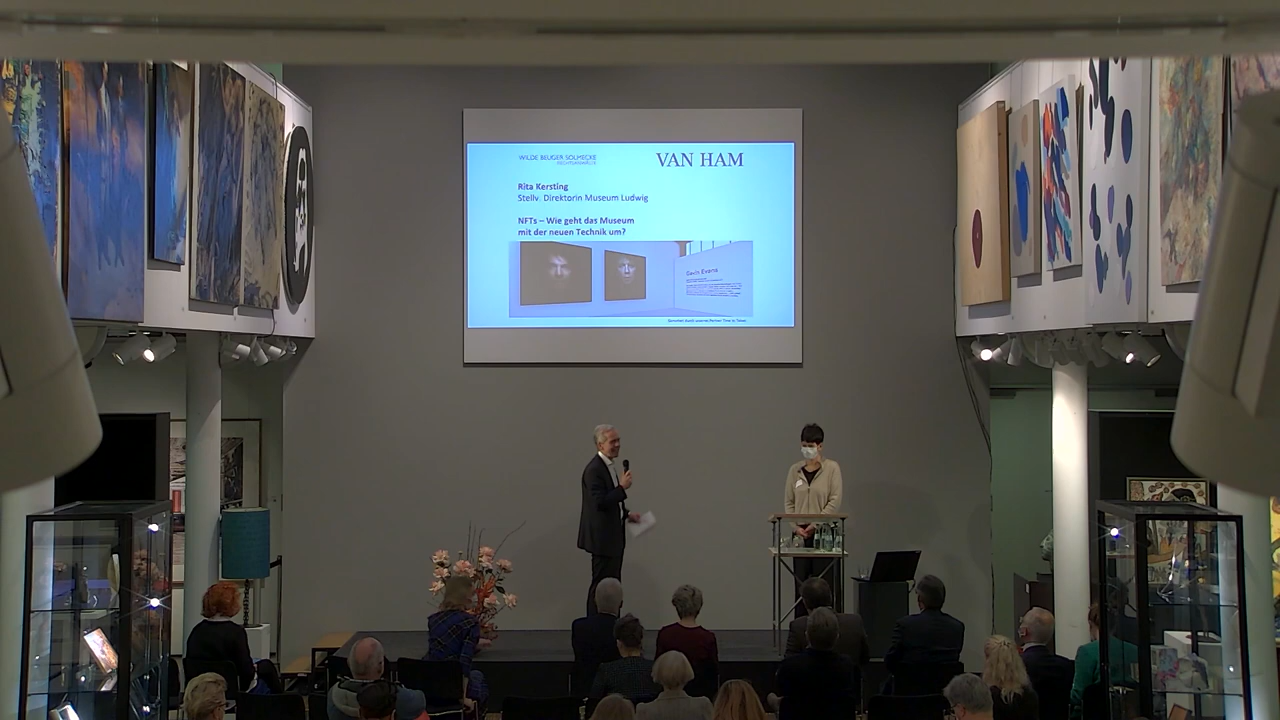 WILDE BEUGER SOLMECKE
RECHTSANWÄLTE
VAN HAM
Rita Kersting
Stellv. Direktorin Museum Ludwig
NFTs – Wie geht das Museum
mit der neuen Technik um?
Gavin Evans